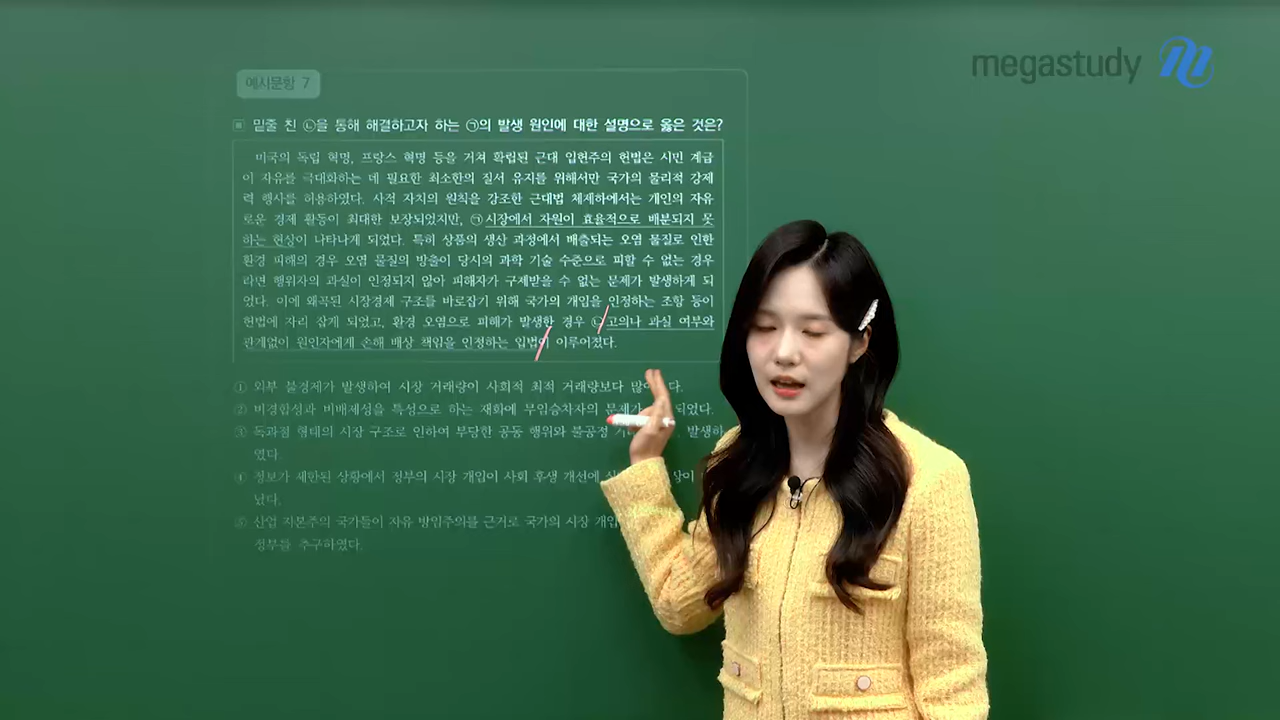 megastudy
예시문항 7
밑줄 친 ㉡을 통해 해결하고자 하는 ㉠의 발생 원인에 대한 설명으로 옳은 것은?
미국의 독립 혁명, 프랑스 혁명 등을 거쳐 확립된 근대 입헌주의 헌법은 시민 계급
이 자유를 극대화하는 데 필요한 최소한의 질서 유지를 위해서만 국가의 물리적 강제
력 행사를 허용하였다. 사적 자치의 원칙을 강조한 근대법 체제하에서는 개인의 자유
로운 경제 활동이 최대한 보장되었지만, ㉠시장에서 자원이 효율적으로 배분되지 못
하는 현상이 나타나게 되었다. 특히 상품의 생산 과정에서 배출되는 오염 물질로 인한
환경 피해의 경우 오염 물질의 방출이 당시의 과학 기술 수준으로 피할 수 없는 경우
라면 행위자의 과실이 인정되지 않아 피해자가 구제받을 수 없는 문제가 발생하게 되
었다. 이에 왜곡된 시장경제 구조를 바로잡기 위해 국가의 개입을 인정하는 조항 등이
헌법에 자리 잡게 되었고, 환경 오염으로 피해가 발생한 경우 ㉡고의나 과실 여부와
관계없이 원인자에게 손해 배상 책임을 인정하는 입법이 이루어졌다.
① 외부 불경제가 발생하여 시장 거래량이 사회적 최적 거래량보다 다.
② 비경합성과 비배제성을 특성으로 하는 재화에 무임승차자의 문제가 되었다.
③ 독과점 형태의 시장 구조로 인하여 부당한 공동 행위와 불공정 발생하
였다.
④ 정보가 제한된 상황에서 정부의 시장 개입이 사회 후생 개선에
났다.
⑤ 산업 자본주의 국가들이 자유 방임주의를 근거로 국가의 시장
정부를 추구하였다.